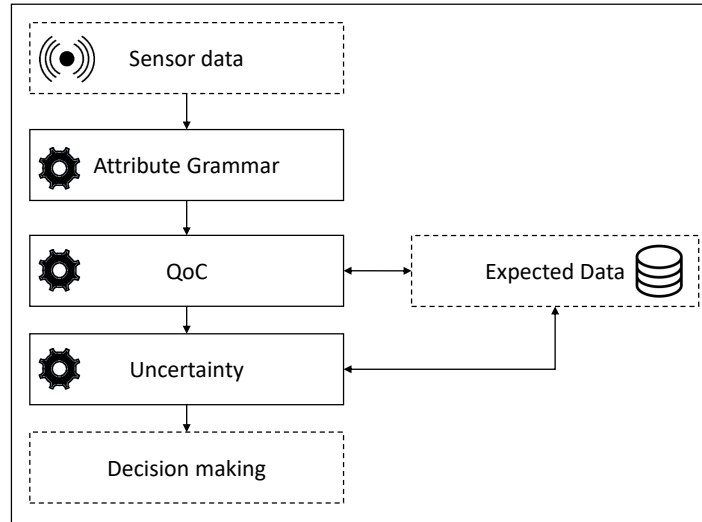 Sensor data
Attribute Grammar
QoC
Expected Data
Uncertainty
Decision making